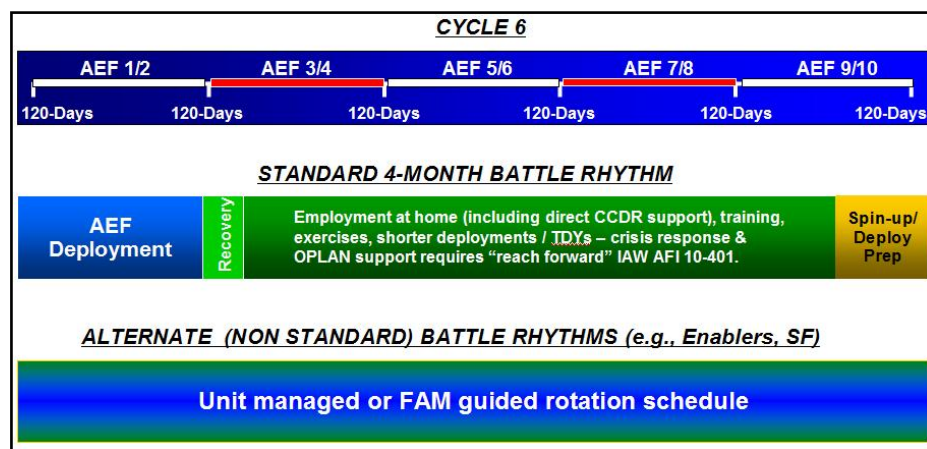 CYCLE 6
AEF 1/2 AEF 3/4 AEF 5/6 AEF 7/8 AEF 9/10
120-Days 120-Days 120-Days 120-Days 120-Days 120-Days
STANDARD 4-MONTH BATTLE RHYTHM
AEF
Deployment
Recovery
Employment at home (including direct CCDR support), training,
exercises, shorter deployments / TDYs – crisis response &
OPLAN support requires “reach forward” IAW AFI 10-401.
Spin-up/
Deploy
Prep
ALTERNATE (NON STANDARD) BATTLE RHYTHMS (e.g., Enablers, SF)
Unit managed or FAM guided rotation schedule